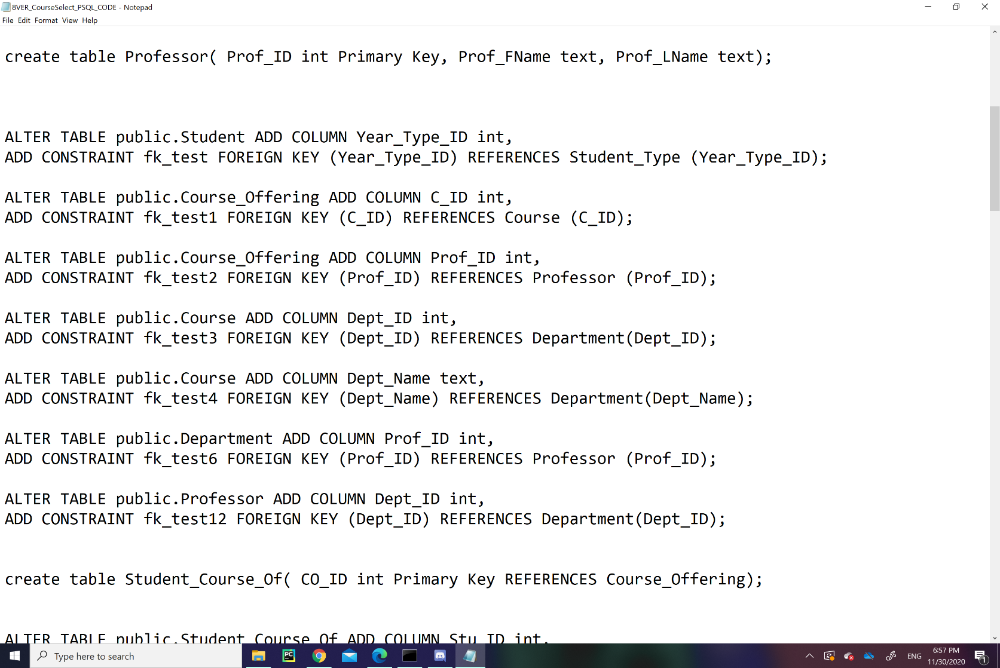 8VER_CourseSelect_PSQL_CODE - Notepad
File Edit Format View Help
create table Professor( Prof_ID int Primary Key, Prof_FName text, Prof_LName text);
ALTER TABLE public.Student ADD COLUMN Year_Type_ID int,
ADD CONSTRAINT fk_test FOREIGN KEY (Year_Type_ID) REFERENCES Student_Type (Year_Type_ID);
ALTER TABLE public.Course_Offering ADD COLUMN C_ID int,
ADD CONSTRAINT fk_test1 FOREIGN KEY (C_ID) REFERENCES Course (C_ID);
ALTER TABLE public.Course_Offering ADD COLUMN Prof_ID int,
ADD CONSTRAINT fk_test2 FOREIGN KEY (Prof_ID) REFERENCES Professor (Prof_ID);
ALTER TABLE public.Course ADD COLUMN Dept_ID int,
ADD CONSTRAINT fk_test3 FOREIGN KEY (Dept_ID) REFERENCES Department(Dept_ID);
ALTER TABLE public.Course ADD COLUMN Dept_Name text,
ADD CONSTRAINT fk_test4 FOREIGN KEY (Dept_Name) REFERENCES Department(Dept_Name);
ALTER TABLE public.Department ADD COLUMN Prof_ID int,
ADD CONSTRAINT fk_test6 FOREIGN KEY (Prof_ID) REFERENCES Professor (Prof_ID);
ALTER TABLE public.Professor ADD COLUMN Dept_ID int,
ADD CONSTRAINT fk_test12 FOREIGN KEY (Dept_ID) REFERENCES Department(Dept_ID);
create table Student_Course_Of( CO_ID int Primary Key REFERENCES Course_Offering);
ALTER TABLE public.Student_Course_Of ADD COLUMN Stu_ID int,
Type here to search
PC
ENG
6:57 PM
11/30/2020
1